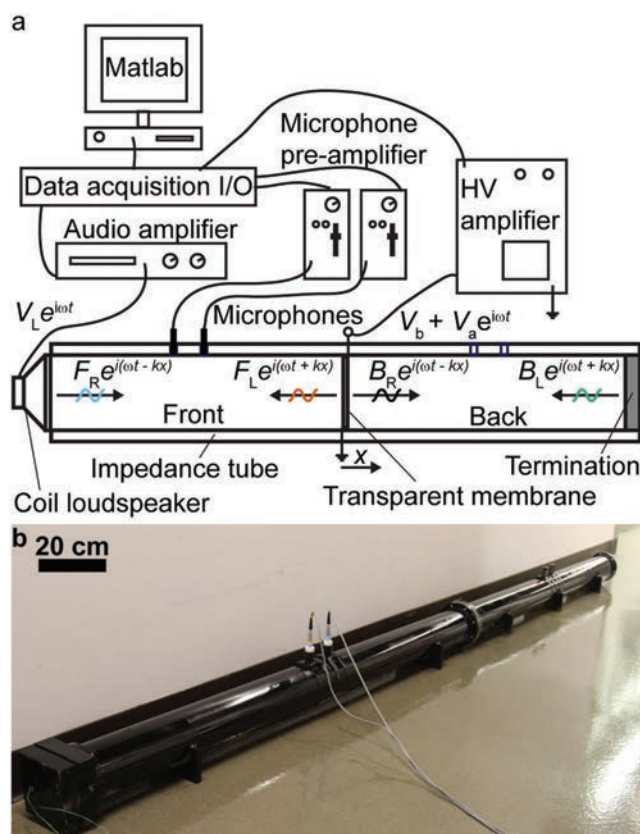 a
Matlab
Microphone
pre-amplifier
Data acquisition I/O
HV
amplifier
Audio amplifier
V_L e^{iωt}
Microphones
V_b + V_a e^{iωt}
F_R e^{i(ωt - kx)} F_L e^{i(ωt + kx)} B_R e^{i(ωt - kx)} B_L e^{i(ωt + kx)}
Front Back
x
Impedance tube Termination
Coil loudspeaker Transparent membrane
b
20 cm